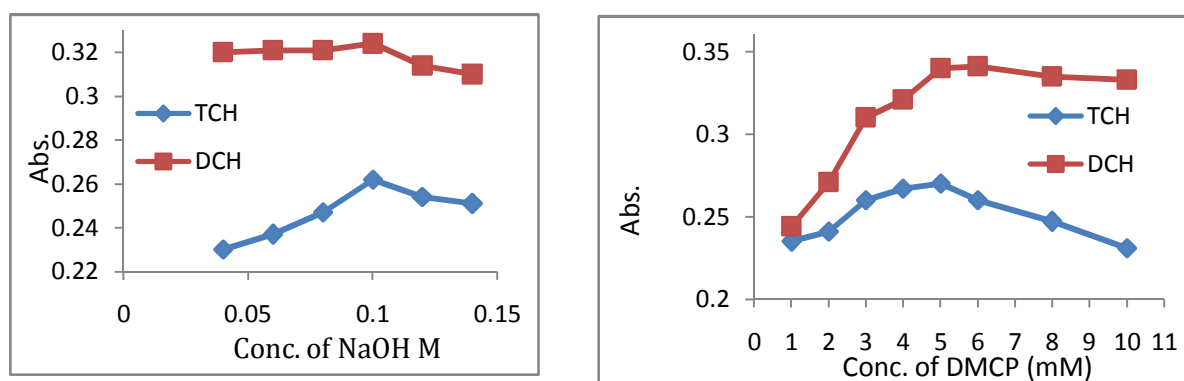 0.32
0.3
0.28
0.26
0.24
0.22
Abs.
TCH
DCH
0 0.05 0.1 0.15
Conc. of NaOH M
0.35
0.3
0.25
0.2
Abs.
TCH
DCH
0 1 2 3 4 5 6 7 8 9 10 11
Conc. of DMCP (mM)